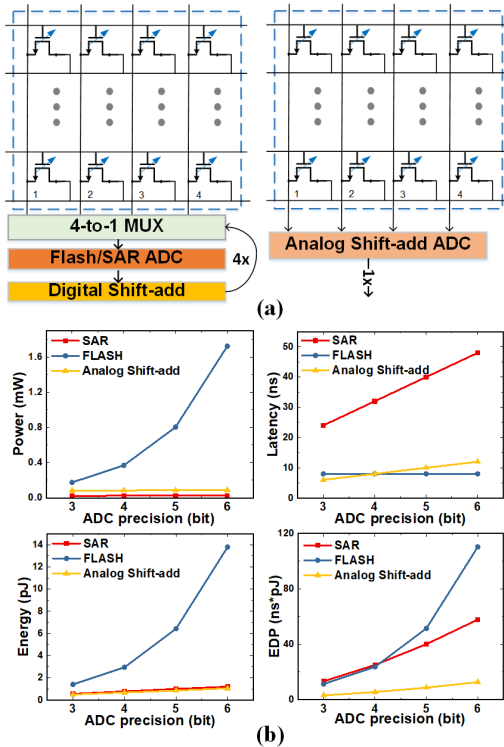 1 2 3 4
1 2 3 4
4-to-1 MUX
Flash/SAR ADC
Digital Shift-add
4x
Analog Shift-add ADC
1x
(a)
Power (mW)
1.6
1.2
0.8
0.4
0.0
SAR
FLASH
Analog Shift-add
3 4 5 6
ADC precision (bit)
Latency (ns)
50
40
30
20
10
0
SAR
FLASH
Analog Shift-add
3 4 5 6
ADC precision (bit)
Energy (pJ)
14
12
10
8
6
4
2
0
SAR
FLASH
Analog Shift-add
3 4 5 6
ADC precision (bit)
EDP (ns*pJ)
120
80
40
0
SAR
FLASH
Analog Shift-add
3 4 5 6
ADC precision (bit)
(b)